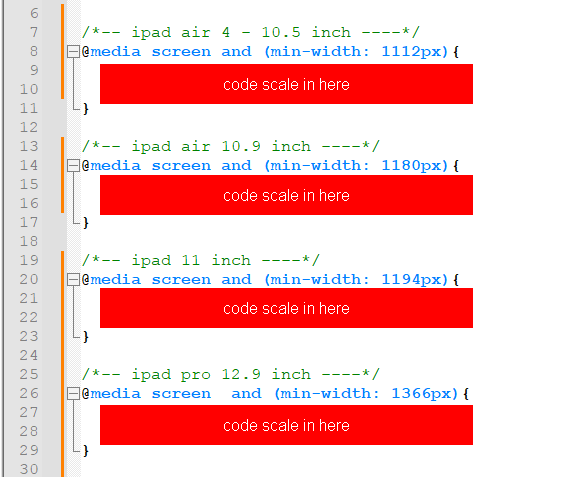 6
7 /*-- ipad air 4 - 10.5 inch ----*/
8 @media screen and (min-width: 1112px){
9
code scale in here
10
11 }
12
13 /*-- ipad air 10.9 inch ----*/
14 @media screen and (min-width: 1180px){
15
code scale in here
16
17 }
18
19 /*-- ipad 11 inch ----*/
20 @media screen and (min-width: 1194px){
21
code scale in here
22
23 }
24
25 /*-- ipad pro 12.9 inch ----*/
26 @media screen  and (min-width: 1366px){
27
code scale in here
28
29 }
30